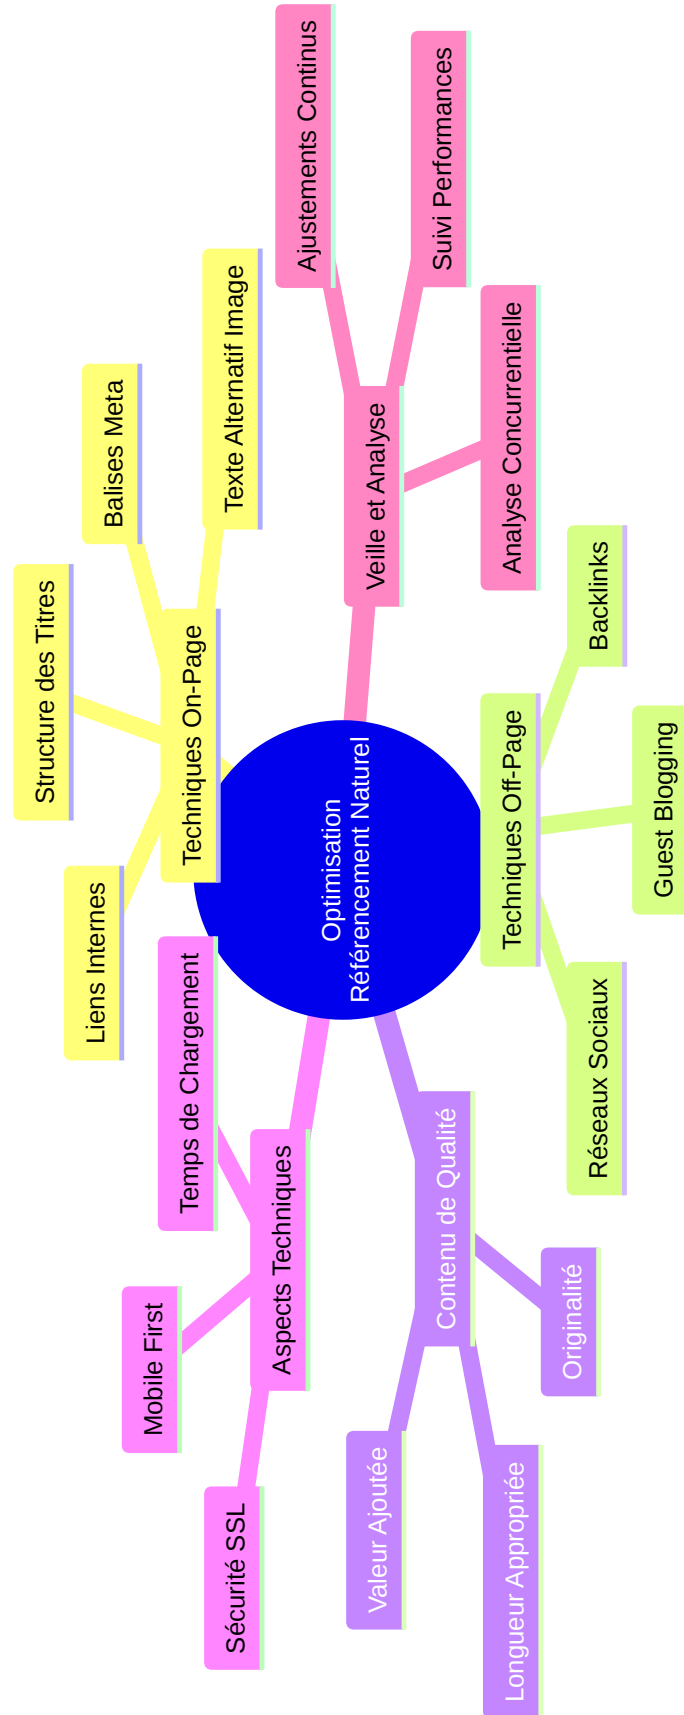 Optimisation
Référencement Naturel
Techniques On-Page
Liens Internes
Structure des Titres
Balises Meta
Texte Alternatif Image
Veille et Analyse
Ajustements Continus
Suivi Performances
Analyse Concurrentielle
Techniques Off-Page
Backlinks
Guest Blogging
Réseaux Sociaux
Contenu de Qualité
Originalité
Longueur Appropriée
Valeur Ajoutée
Aspects Techniques
Temps de Chargement
Mobile First
Sécurité SSL